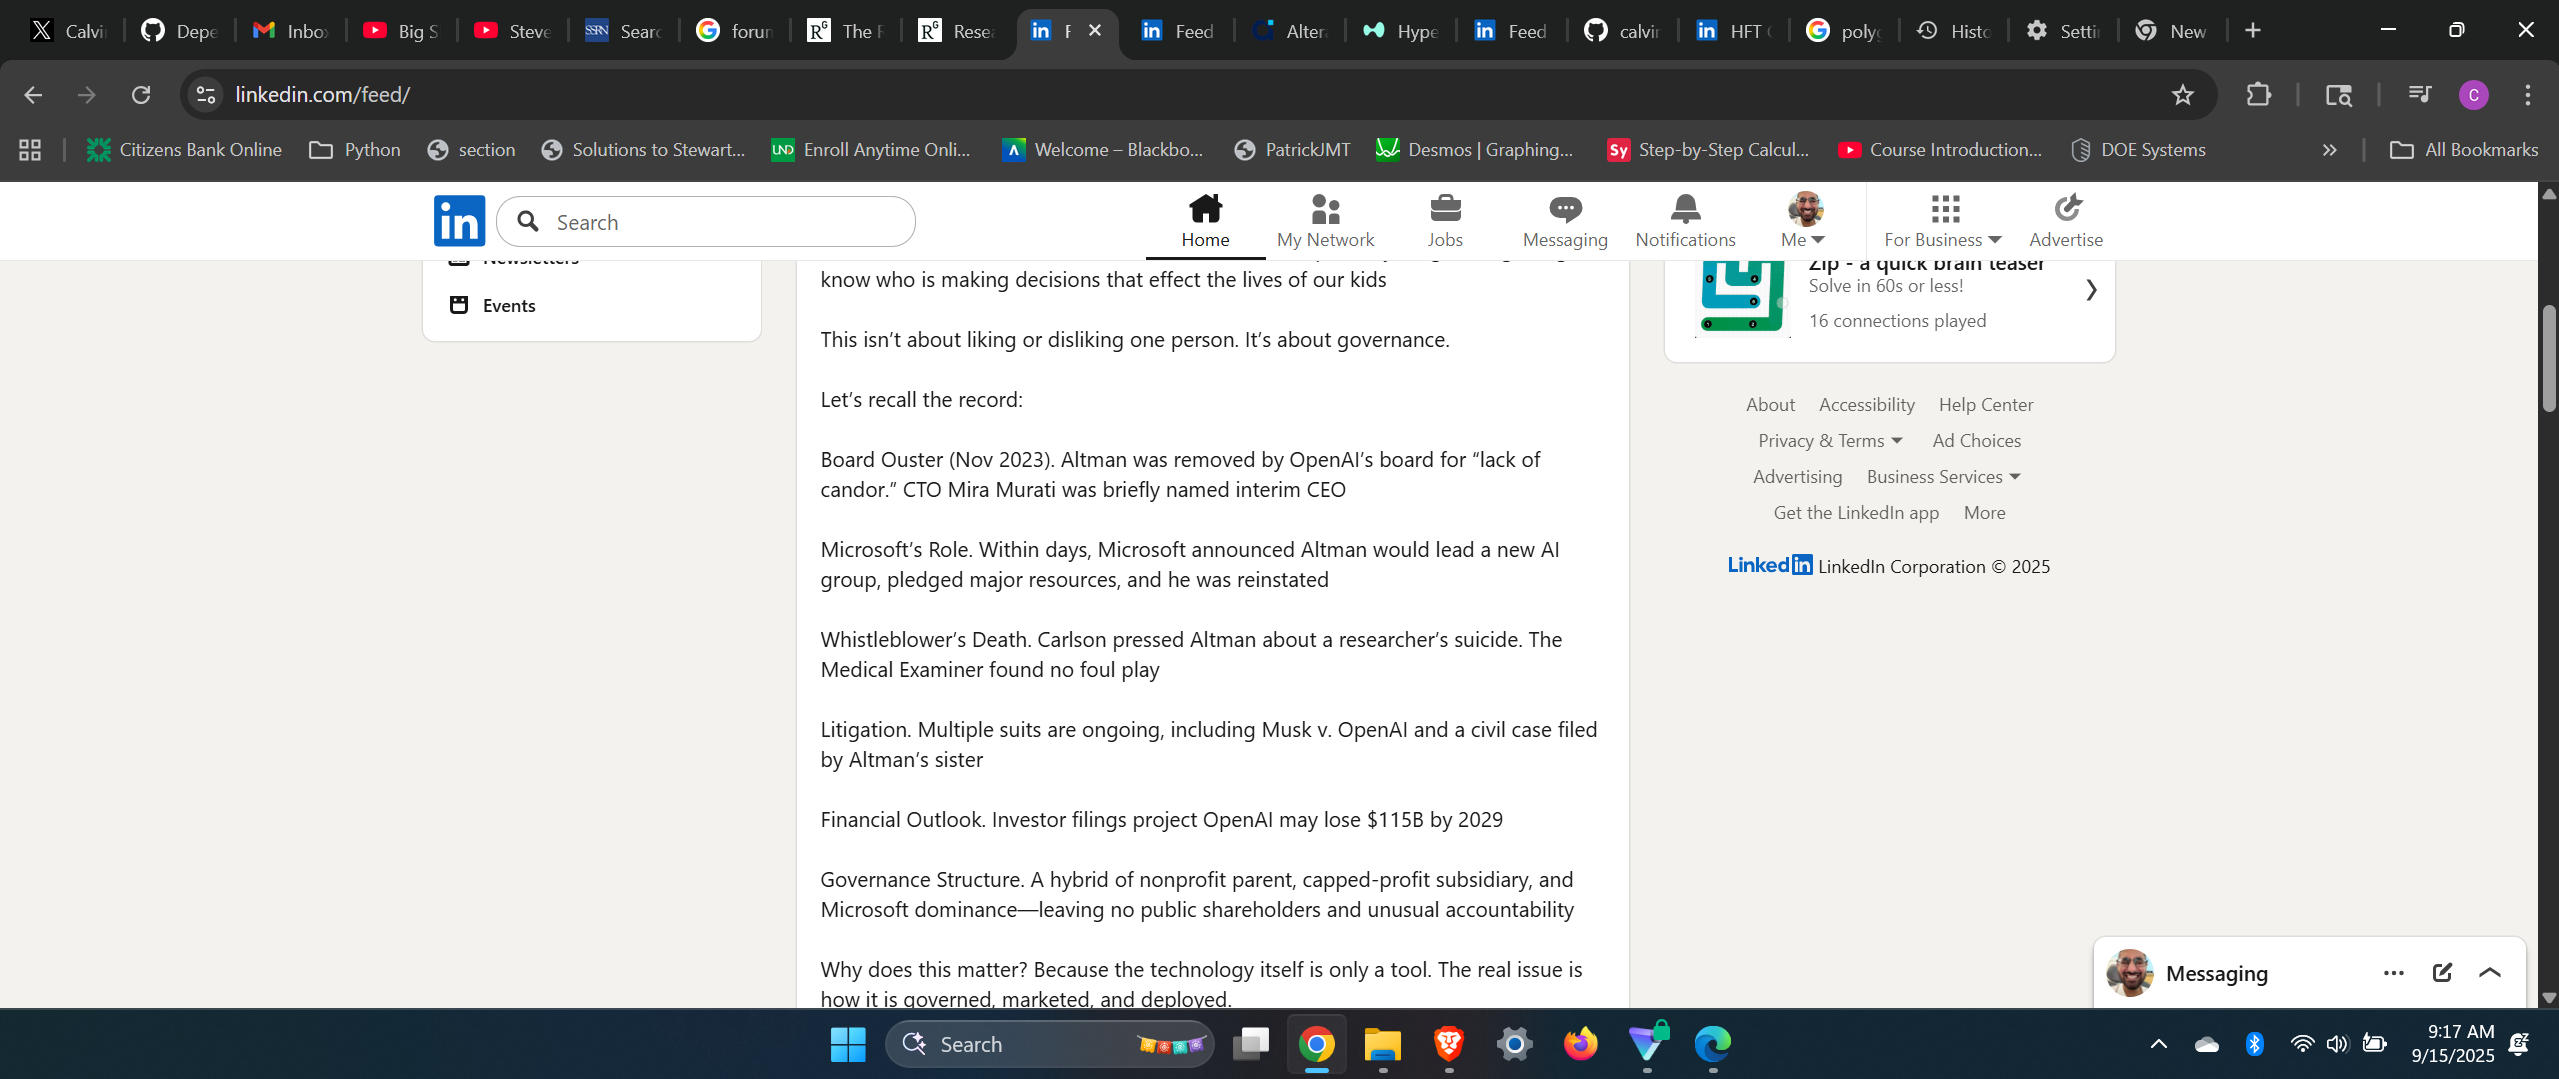 Calvi
Depe
Inbo
Big S
Steve
Searc
forun
The R
Resea
F
Feed
Altera
Hype
Feed
calvin
HFT
polyg
Histo
Setti
New
linkedin.com/feed/
C
Citizens Bank Online
Python
section
Solutions to Stewart...
Enroll Anytime Onli...
Welcome – Blackbo...
PatrickJMT
Desmos | Graphing...
Step-by-Step Calcul...
Course Introduction...
DOE Systems
All Bookmarks
in
Search
Home
My Network
Jobs
Messaging
Notifications
Me
For Business
Advertise
Newsletters
Events
know who is making decisions that effect the lives of our kids
This isn’t about liking or disliking one person. It’s about governance.
Let’s recall the record:
Board Ouster (Nov 2023). Altman was removed by OpenAI’s board for “lack of
candor.” CTO Mira Murati was briefly named interim CEO
Microsoft’s Role. Within days, Microsoft announced Altman would lead a new AI
group, pledged major resources, and he was reinstated
Whistleblower’s Death. Carlson pressed Altman about a researcher’s suicide. The
Medical Examiner found no foul play
Litigation. Multiple suits are ongoing, including Musk v. OpenAI and a civil case filed
by Altman’s sister
Financial Outlook. Investor filings project OpenAI may lose $115B by 2029
Governance Structure. A hybrid of nonprofit parent, capped-profit subsidiary, and
Microsoft dominance—leaving no public shareholders and unusual accountability
Why does this matter? Because the technology itself is only a tool. The real issue is
how it is governed, marketed, and deployed.
Zip - a quick brain teaser
Solve in 60s or less!
16 connections played
About Accessibility Help Center
Privacy & Terms Ad Choices
Advertising Business Services
Get the LinkedIn app More
LinkedIn LinkedIn Corporation © 2025
Messaging
Search
9:17 AM
9/15/2025